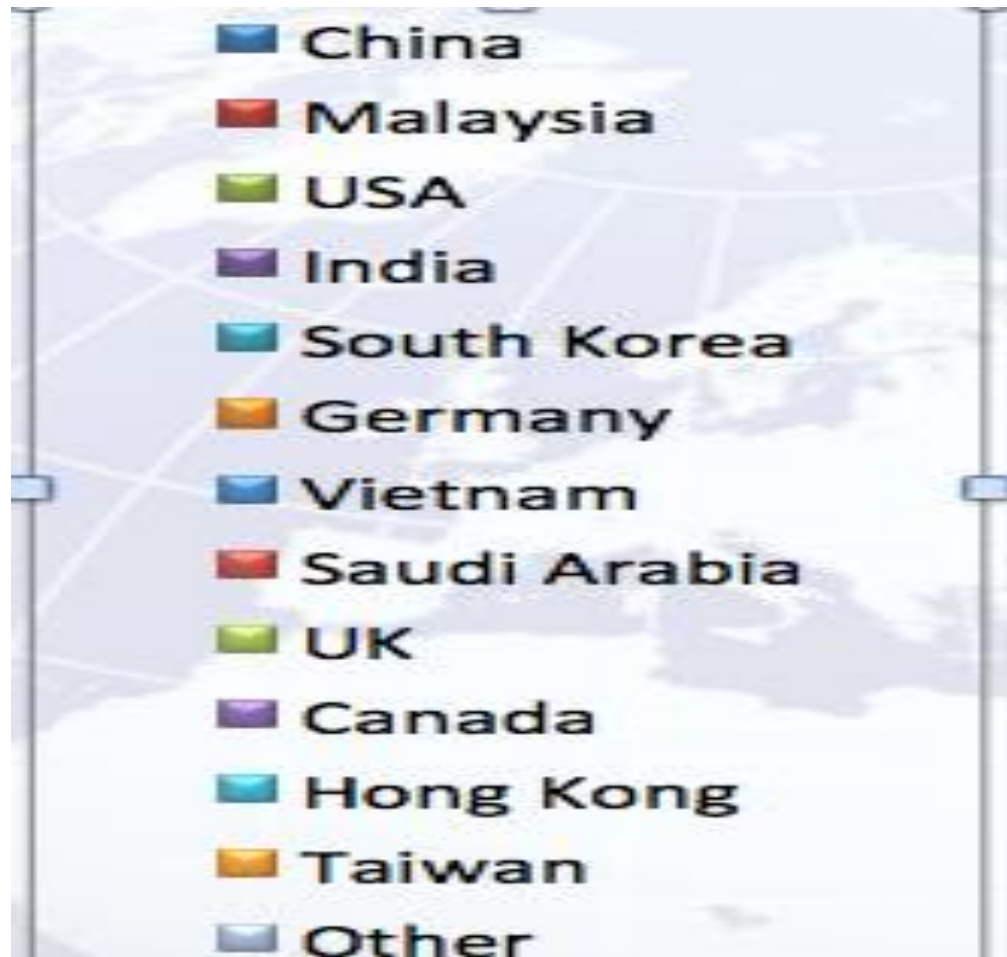 China
Malaysia
USA
India
South Korea
Germany
Vietnam
Saudi Arabia
UK
Canada
Hong Kong
Taiwan
Other